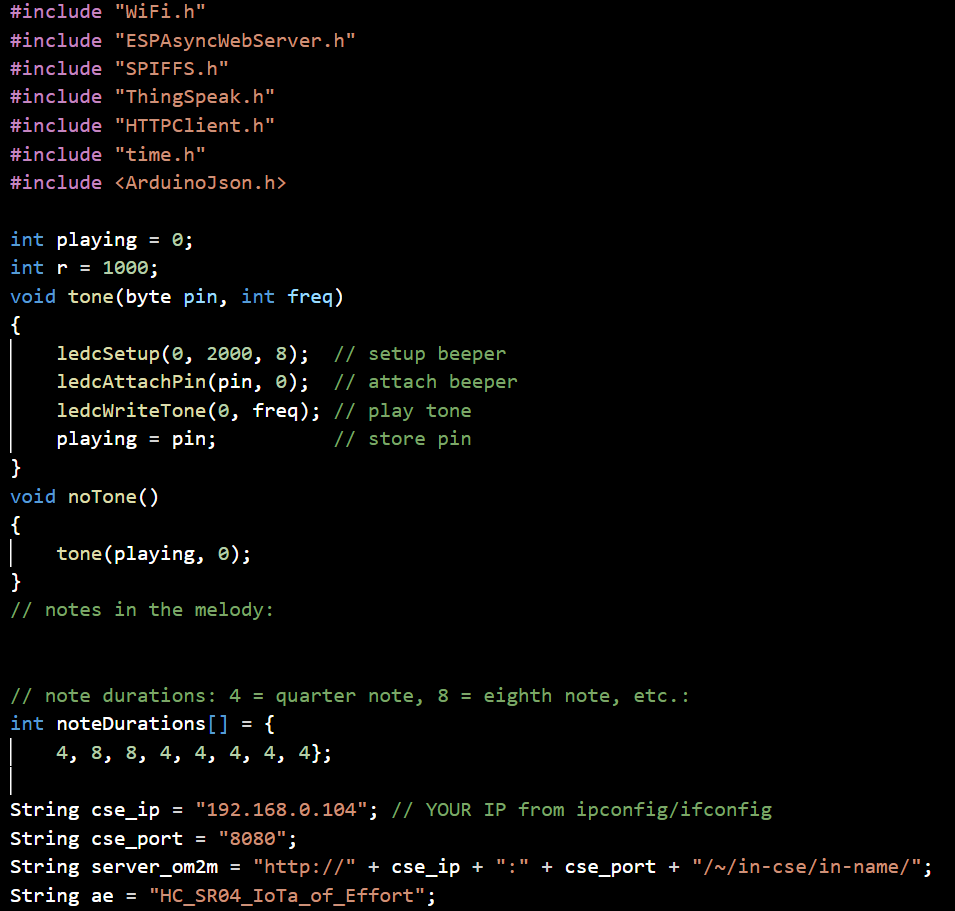 #include "WiFi.h"
#include "ESPAsyncWebServer.h"
#include "SPIFFS.h"
#include "ThingSpeak.h"
#include "HTTPClient.h"
#include "time.h"
#include <ArduinoJson.h>

int playing = 0;
int r = 1000;
void tone(byte pin, int freq)
{
    ledcSetup(0, 2000, 8);  // setup beeper
    ledcAttachPin(pin, 0);  // attach beeper
    ledcWriteTone(0, freq); // play tone
    playing = pin;          // store pin
}
void noTone()
{
    tone(playing, 0);
}
// notes in the melody:


// note durations: 4 = quarter note, 8 = eighth note, etc.:
int noteDurations[] = {
    4, 8, 8, 4, 4, 4, 4, 4};

String cse_ip = "192.168.0.104"; // YOUR IP from ipconfig/ifconfig
String cse_port = "8080";
String server_om2m = "http://" + cse_ip + ":" + cse_port + "/~/in-cse/in-name/";
String ae = "HC_SR04_IoTa_of_Effort";